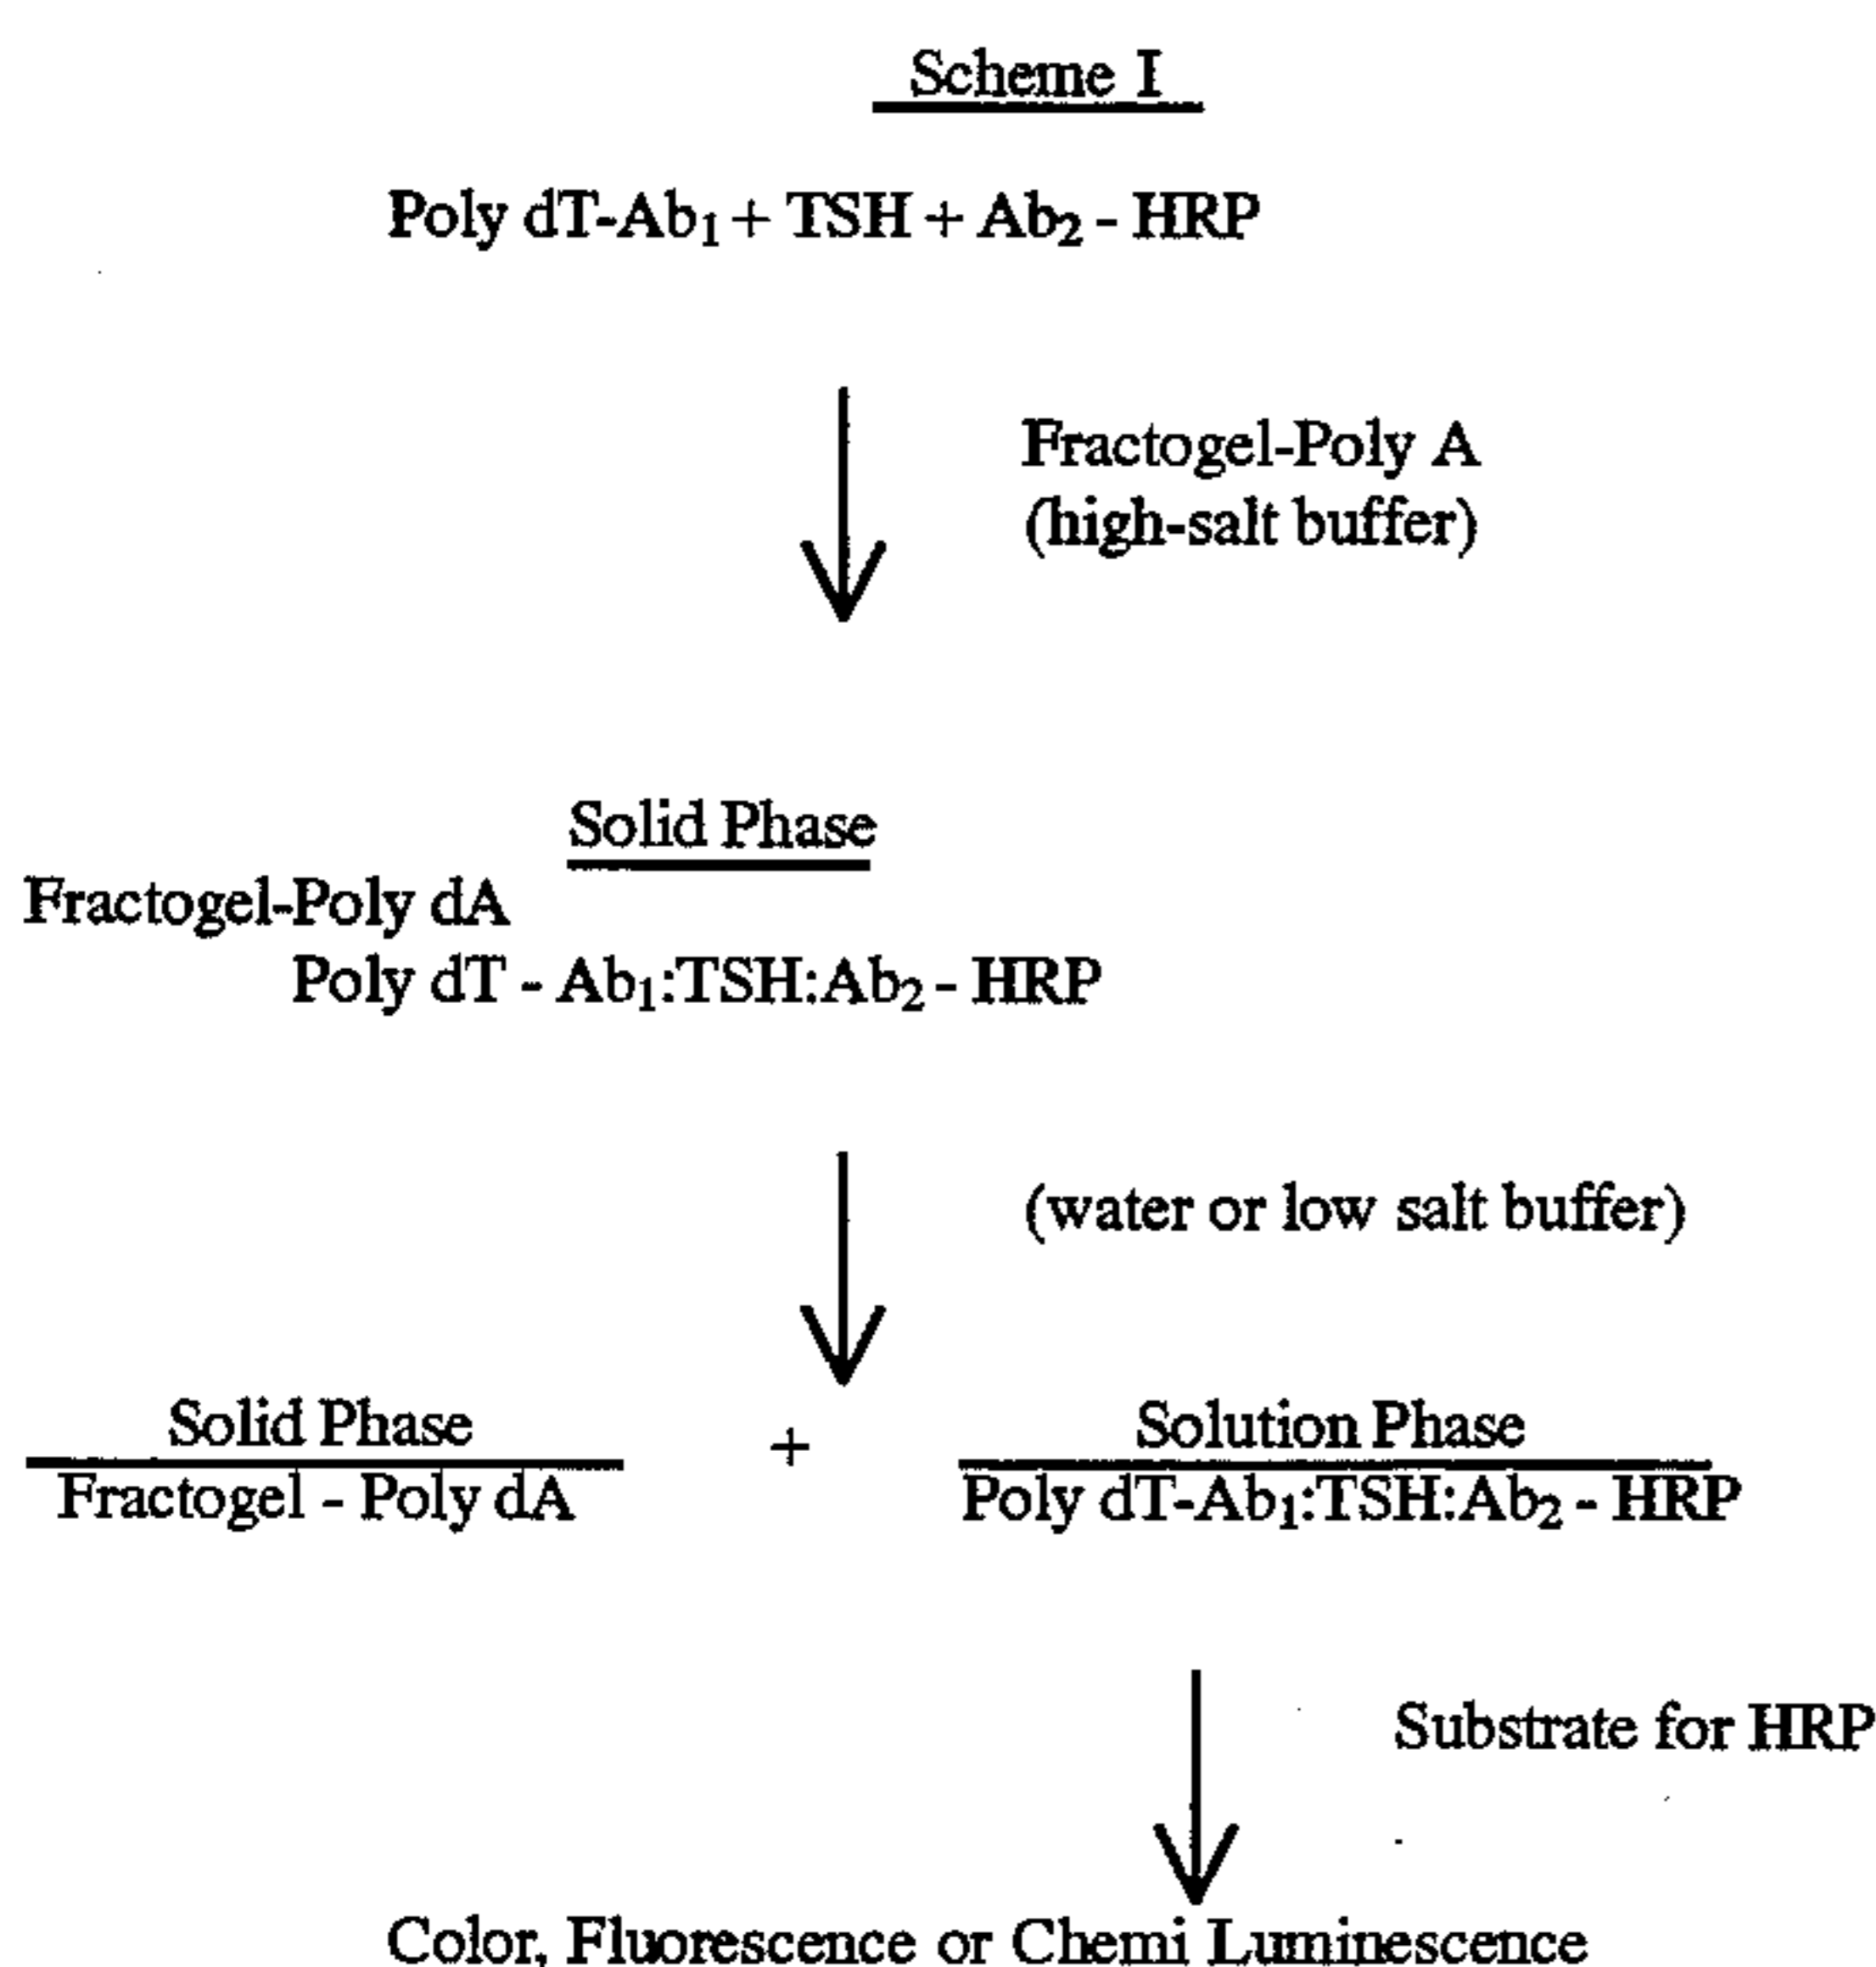 Scheme I
Poly dT-Ab₁ + TSH + Ab₂ - HRP
Fractogel-Poly A
(high-salt buffer)
Solid Phase
Fractogel-Poly dA
Poly dT - Ab₁:TSH:Ab₂ - HRP
(water or low salt buffer)
Solid Phase + Solution Phase
Fractogel - Poly dA Poly dT-Ab₁:TSH:Ab₂ - HRP
Substrate for HRP
Color, Fluorescence or Chemi Luminescence